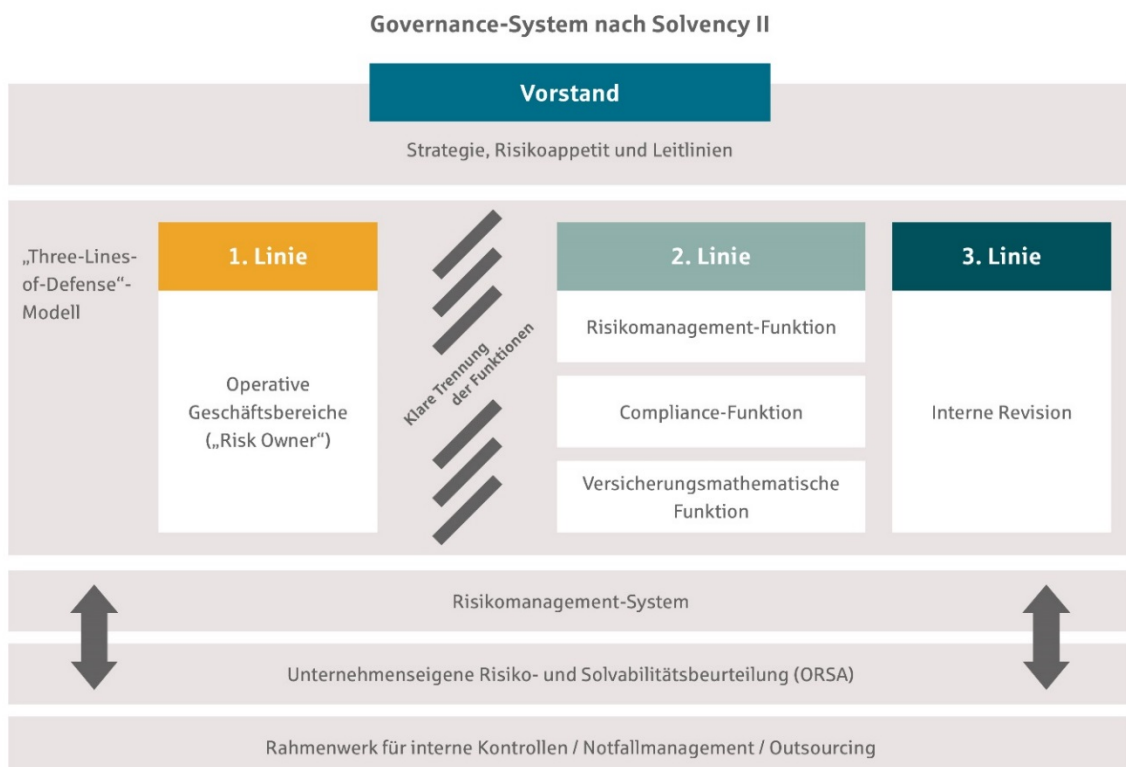 Governance-System nach Solvency II
Vorstand
Strategie, Risikoappetit und Leitlinien
„Three-Lines-
of-Defense“-
Modell
1. Linie
Operative
Geschäftsbereiche
(„Risk Owner“)
Klare Trennung
der Funktionen
2. Linie
Risikomanagement-Funktion
Compliance-Funktion
Versicherungsmathematische
Funktion
3. Linie
Interne Revision
Risikomanagement-System
Unternehmenseigene Risiko- und Solvabilitätsbeurteilung (ORSA)
Rahmenwerk für interne Kontrollen / Notfallmanagement / Outsourcing